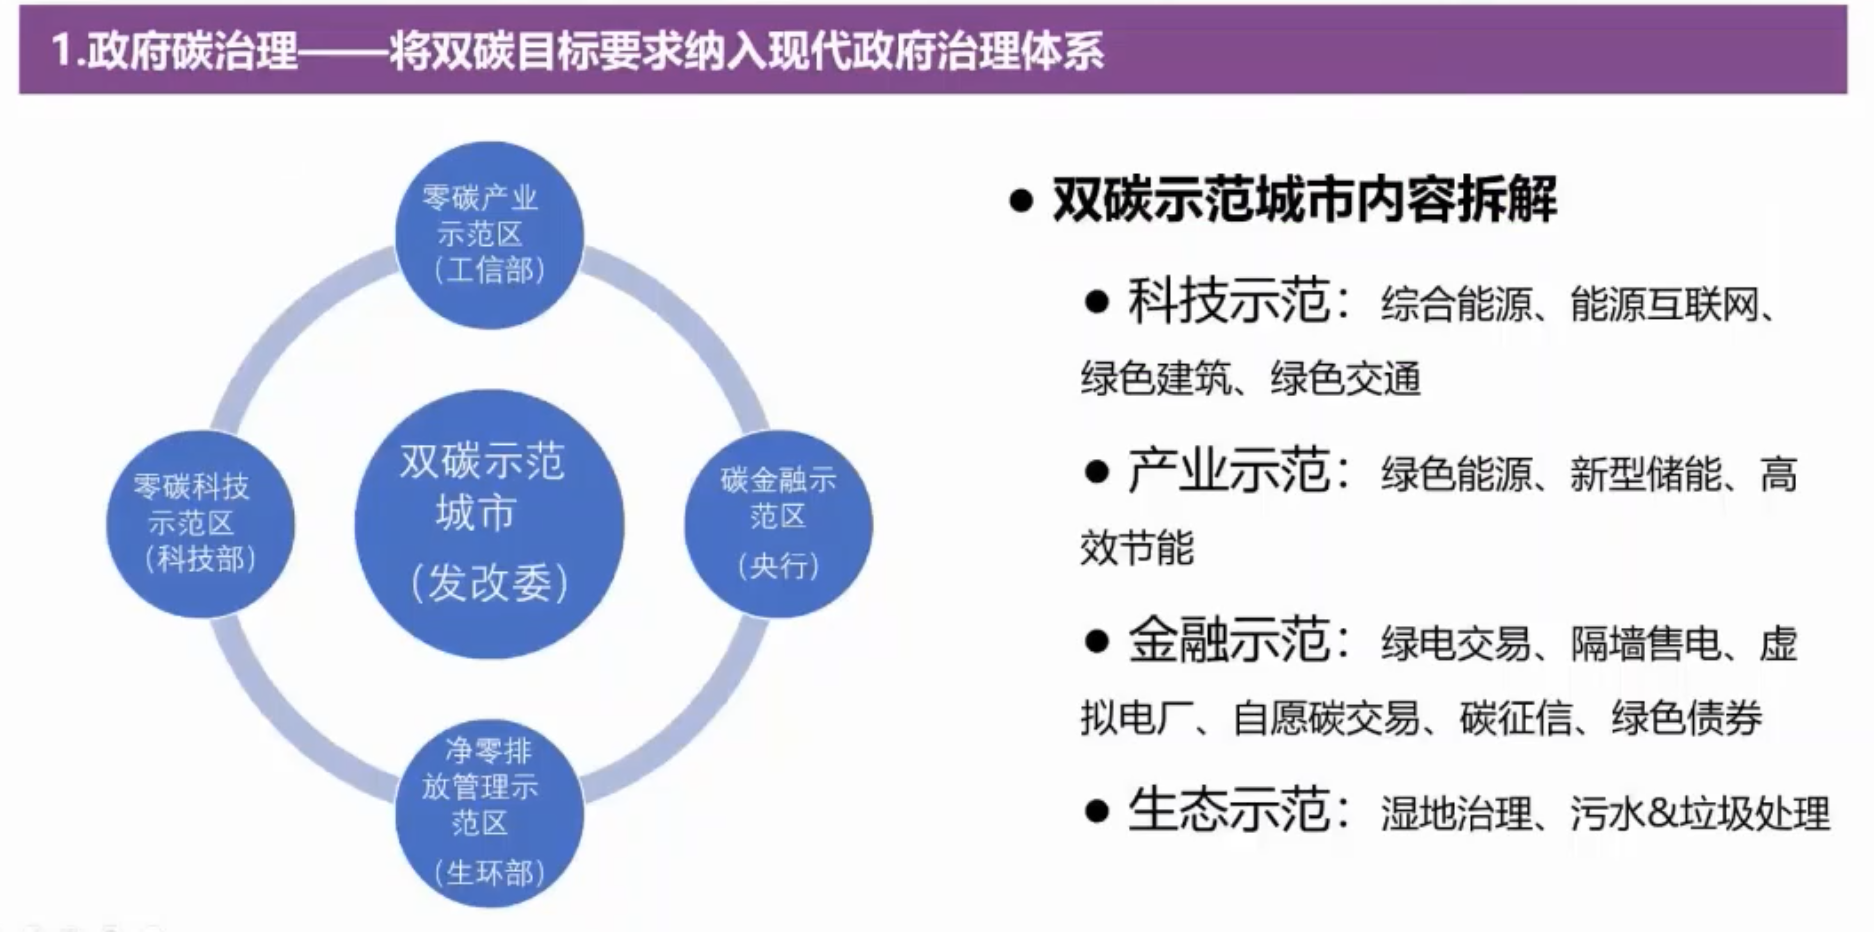 1.政府碳治理——将双碳目标要求纳入现代政府治理体系
零碳产业
示范区
（工信部）
零碳科技
示范区
（科技部）
双碳示范
城市
（发改委）
碳金融示
范区
（央行）
净零排
放管理示
范区
（生环部）
● 双碳示范城市内容拆解
● 科技示范：综合能源、能源互联网、
绿色建筑、绿色交通
● 产业示范：绿色能源、新型储能、高
效节能
● 金融示范：绿电交易、隔墙售电、虚
拟电厂、自愿碳交易、碳征信、绿色债券
● 生态示范：湿地治理、污水&垃圾处理